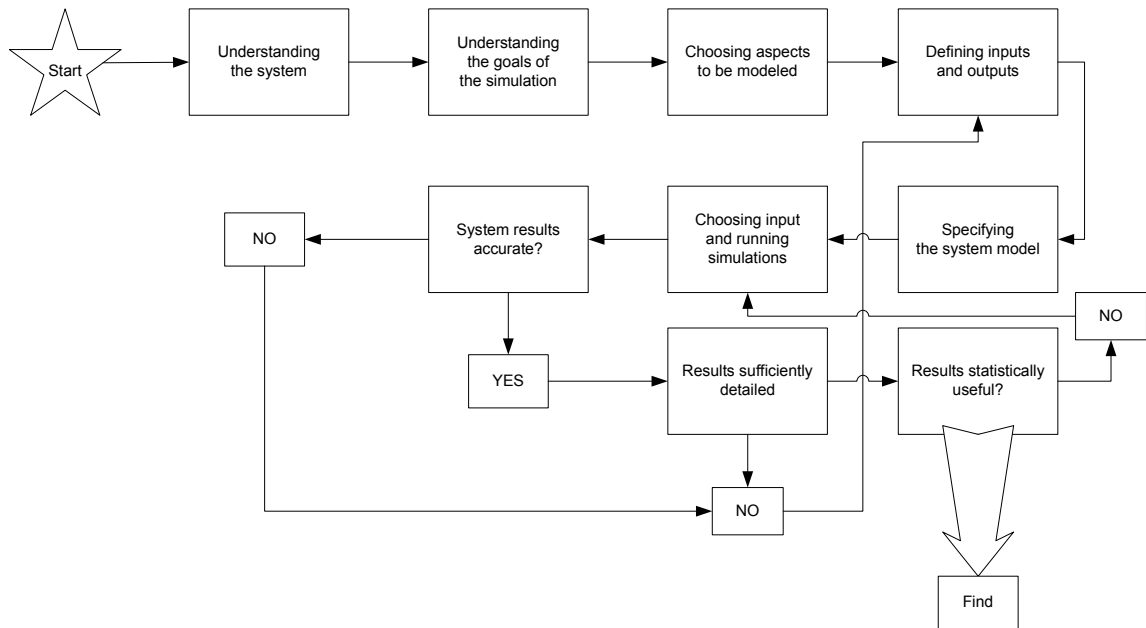 Start
Understanding
the system
Understanding
the goals of
the simulation
Choosing aspects
to be modeled
Defining inputs
and outputs
NO
System results
accurate?
Choosing input
and running
simulations
Specifying
the system model
NO
YES
Results sufficiently
detailed
Results statistically
useful?
NO
Find